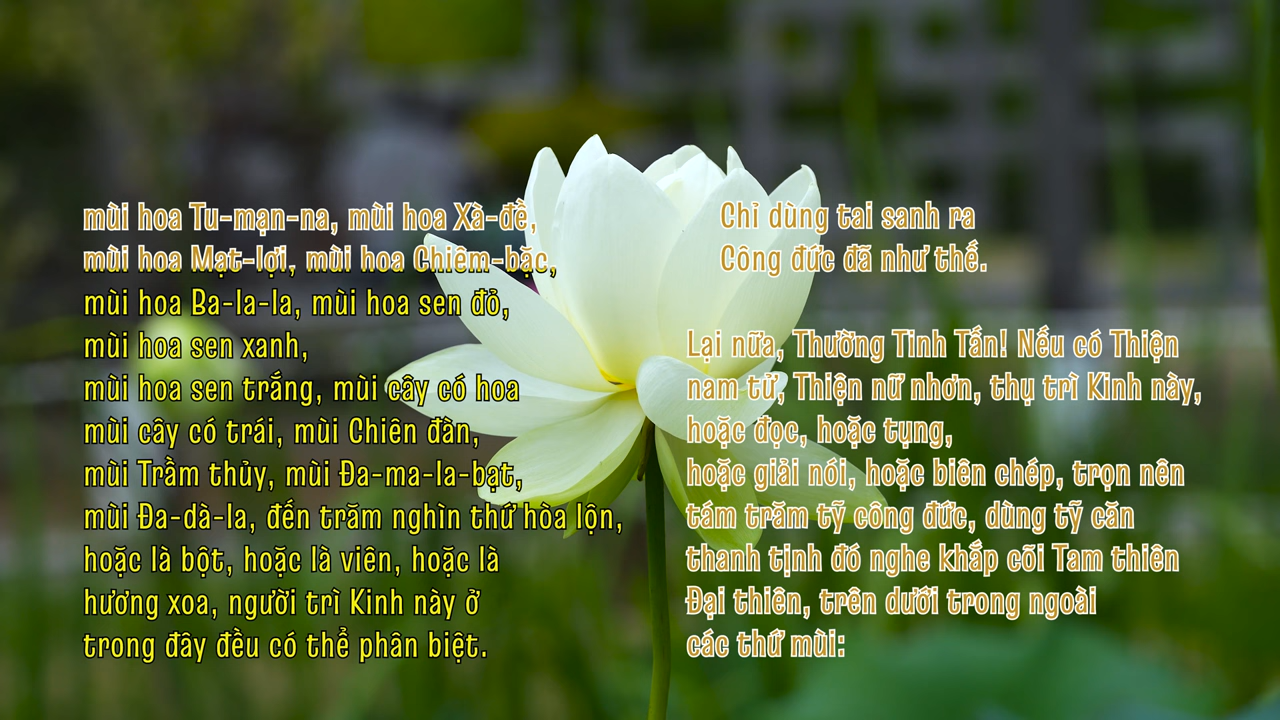 mùi hoa Tu-mạn-na, mùi hoa Xà-đề,
mùi hoa Mạt-lợi, mùi hoa Chiêm-bặc,
mùi hoa Ba-la-la, mùi hoa sen đỏ,
mùi hoa sen xanh,
mùi hoa sen trắng, mùi cây có hoa
mùi cây có trái, mùi Chiên đàn,
mùi Trầm thủy, mùi Đa-ma-la-bạt,
mùi Đa-dà-la, đến trăm nghìn thứ hòa lộn,
hoặc là bột, hoặc là viên, hoặc là
hương xoa, người trì Kinh này ở
trong đây đều có thể phân biệt.
Chỉ dùng tai sanh ra
Công đức đã như thế.
Lại nữa, Thường Tinh Tấn! Nếu có Thiện
nam tử, Thiện nữ nhơn, thụ trì Kinh này,
hoặc đọc, hoặc tụng,
hoặc giải nói, hoặc biên chép, trọn nên
tám trăm tỹ công đức, dùng tỹ căn
thanh tịnh đó nghe khắp cõi Tam thiên
Đại thiên, trên dưới trong ngoài
các thứ mùi: